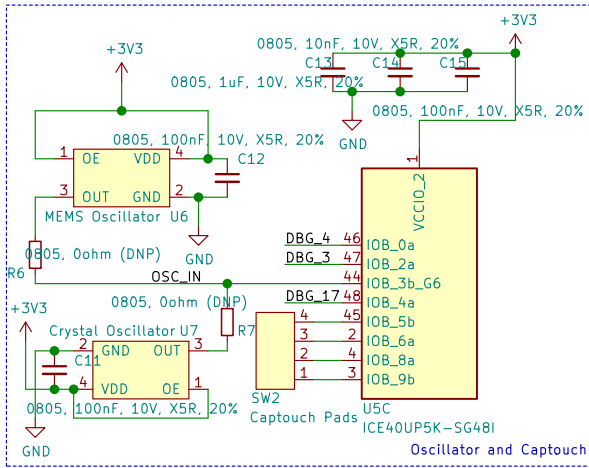 +3V3
0805, 10nF, 10V, X5R, 20%
C13
C14
C15
0805, 1uF, 10V, X5R, 20%
0805, 100nF, 10V, X5R, 20%
GND
+3V3
0805, 100nF, 10V, X5R, 20%
1
OE
VDD
4
C12
3
OUT
GND
2
MEMS Oscillator U6
GND
0805, 0ohm (DNP)
R6
OSC_IN
0805, 0ohm (DNP)
R7
+3V3
Crystal Oscillator U7
2
GND
OUT
3
C11
4
VDD
OE
1
0805, 100nF, 10V, X5R, 20%
GND
1
VCCIO_2
DBG_4
46
IOB_0a
DBG_3
47
IOB_2a
44
IOB_3b_G6
DBG_17
48
IOB_4a
4
45
IOB_5b
3
2
IOB_6a
2
4
IOB_8a
1
3
IOB_9b
SW2
Captouch Pads
U5C
ICE40UP5K-SG48I
Oscillator and Captouch